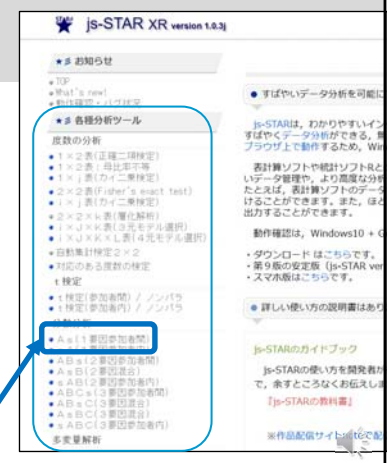 js-STAR XR version 1.0.3j
★彡 お知らせ
TOP
What's new!
動作確認・バグ状況
★彡 各種分析ツール
度数の分析
1×2表(正確二項検定)
1×2表:母比率不等
1×j表(カイ二乗検定)
2×2表(Fisher's exact test)
i×j表(カイ二乗検定)
2×2×k表(層化解析)
i×J×K表(3元モデル選択)
i×J×K×L表(4元モデル選択)
自動集計検定2×2
対応のある度数の検定
t検定
t検定(参加者間) / ノンパラ
t検定(参加者内) / ノンパラ
As(1要因参加者間)
ABs(2要因参加者間)
AsB(2要因混合)
sAB(2要因参加者内)
ABCs(3要因参加者間)
ABsC(3要因混合)
AsBC(3要因混合)
sABC(3要因参加者内)
多変量解析
すばやいデータ分析を可能に
js-STARは、わかりやすいイン
すばやくデータ分析ができる、無
ブラウザ上で動作するため、Win
表計算ソフトや統計ソフトRと
いデータ管理や、より高度な分析
たとえば、表計算ソフトのデータ
けることができます。また、ほと
出力することができます。
動作確認は、Windows10 + G
・ダウンロード はこちらです。
・第9版の安定版 (js-STAR ver
・スマホ版はこちらです。
詳しい使い方の説明書はあり
js-STARのガイドブック
js-STARの使い方を開発者が
で、余すところなくお伝えしま
『js-STARの教科書』
※作品配信サイト:noteで配